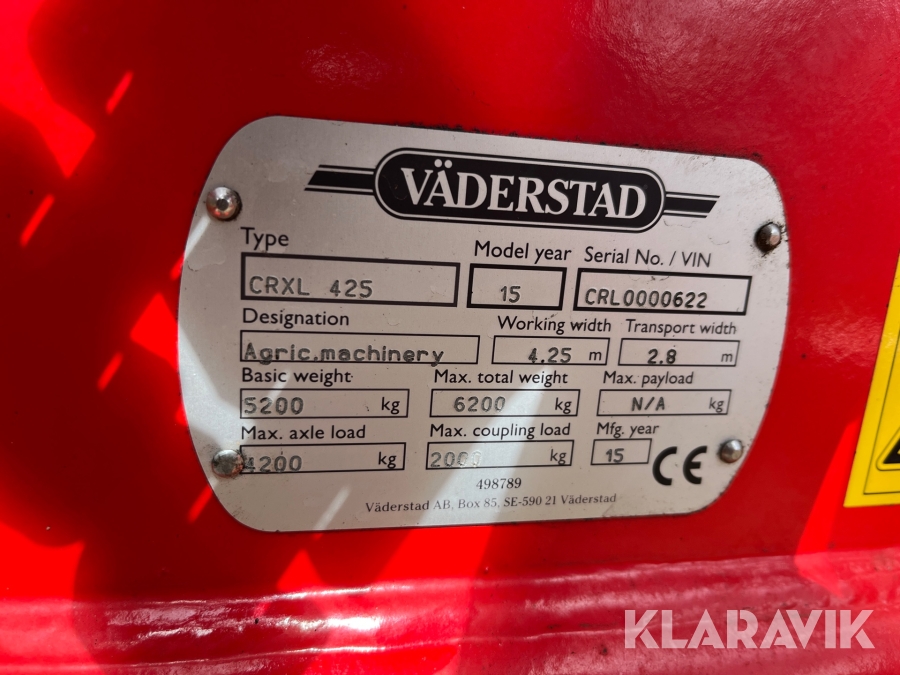 VÄDERSTAD
Type Model year Serial No. / VIN
CRXL 425 15 CRL0000622
Designation Working width Transport width
Agric.machinery 4.25 m 2.8 m
Basic weight Max. total weight Max. payload
5200 kg 6200 kg N/A kg
Max. axle load Max. coupling load Mfg. year
4200 kg 2000 kg 15 CE
498789
Väderstad AB, Box 85, SE-590 21 Väderstad
KLARAVIK